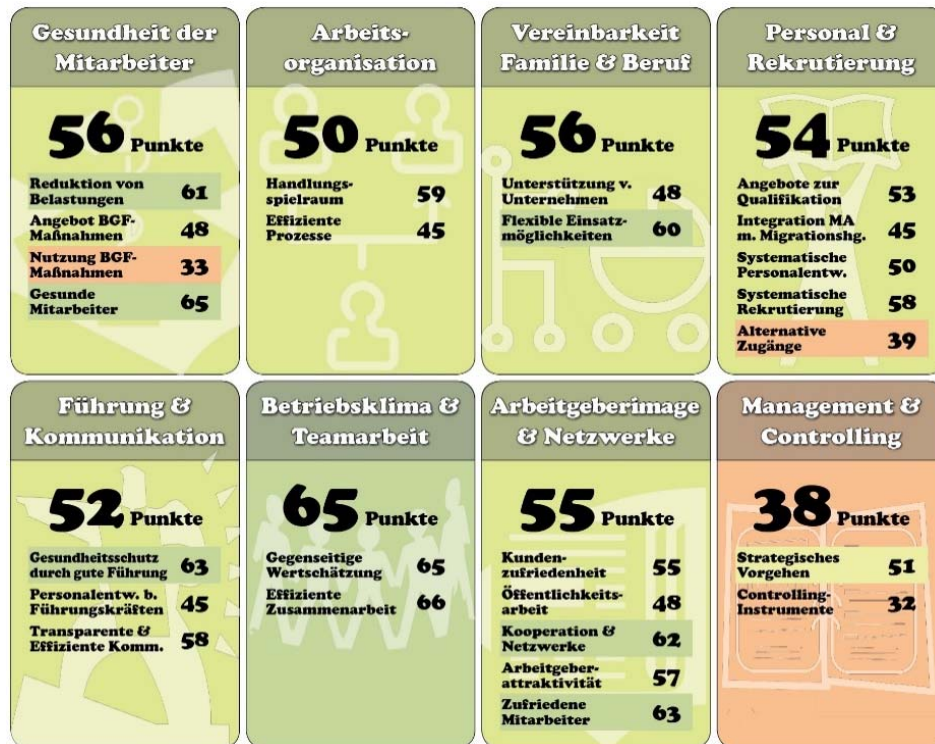 Gesundheit der
Mitarbeiter
56 Punkte
Reduktion von
Belastungen 61
Angebot BGF-
Maßnahmen 48
Nutzung BGF-
Maßnahmen 33
Gesunde
Mitarbeiter 65
Arbeits-
organisation
50 Punkte
Handlungs-
spielraum 59
Effiziente
Prozesse 45
Vereinbarkeit
Familie & Beruf
56 Punkte
Unterstützung v.
Unternehmen 48
Flexible Einsatz-
möglichkeiten 60
Personal &
Rekrutierung
54 Punkte
Angebote zur
Qualifikation 53
Integration MA
m. Migrationshg. 45
Systematische
Personalentw. 50
Systematische
Rekrutierung 58
Alternative
Zugänge 39
Führung &
Kommunikation
52 Punkte
Gesundheitsschutz
durch gute Führung 63
Personalentw. b.
Führungskräften 45
Transparente &
Effiziente Komm. 58
Betriebsklima &
Teamarbeit
65 Punkte
Gegenseitige
Wertschätzung 65
Effiziente
Zusammenarbeit 66
Arbeitgeberimage
& Netzwerke
55 Punkte
Kunden-
zufriedenheit 55
Öffentlichkeits-
arbeit 48
Kooperation &
Netzwerke 62
Arbeitgeber-
attraktivität 57
Zufriedene
Mitarbeiter 63
Management &
Controlling
38 Punkte
Strategisches
Vorgehen 51
Controlling-
Instrumente 32